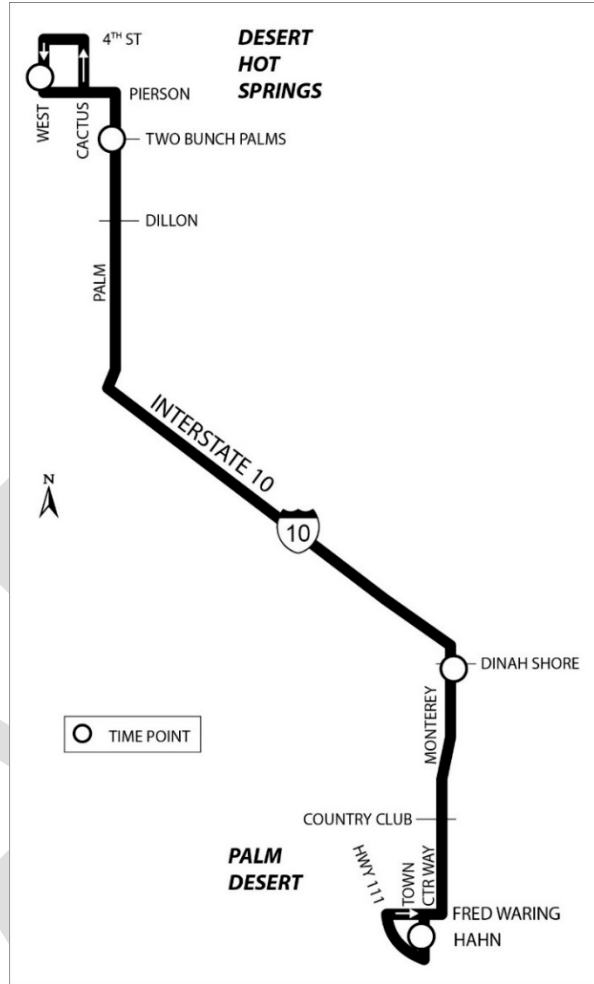 4TH ST
DESERT
HOT
SPRINGS
WEST
CACTUS
PIERSON
TWO BUNCH PALMS
DILLON
PALM
INTERSTATE 10
N
10
DINAH SHORE
MONTEREY
TIME POINT
COUNTRY CLUB
PALM
DESERT
HWY 111
TOWN
CTR WAY
FRED WARING
HAHN